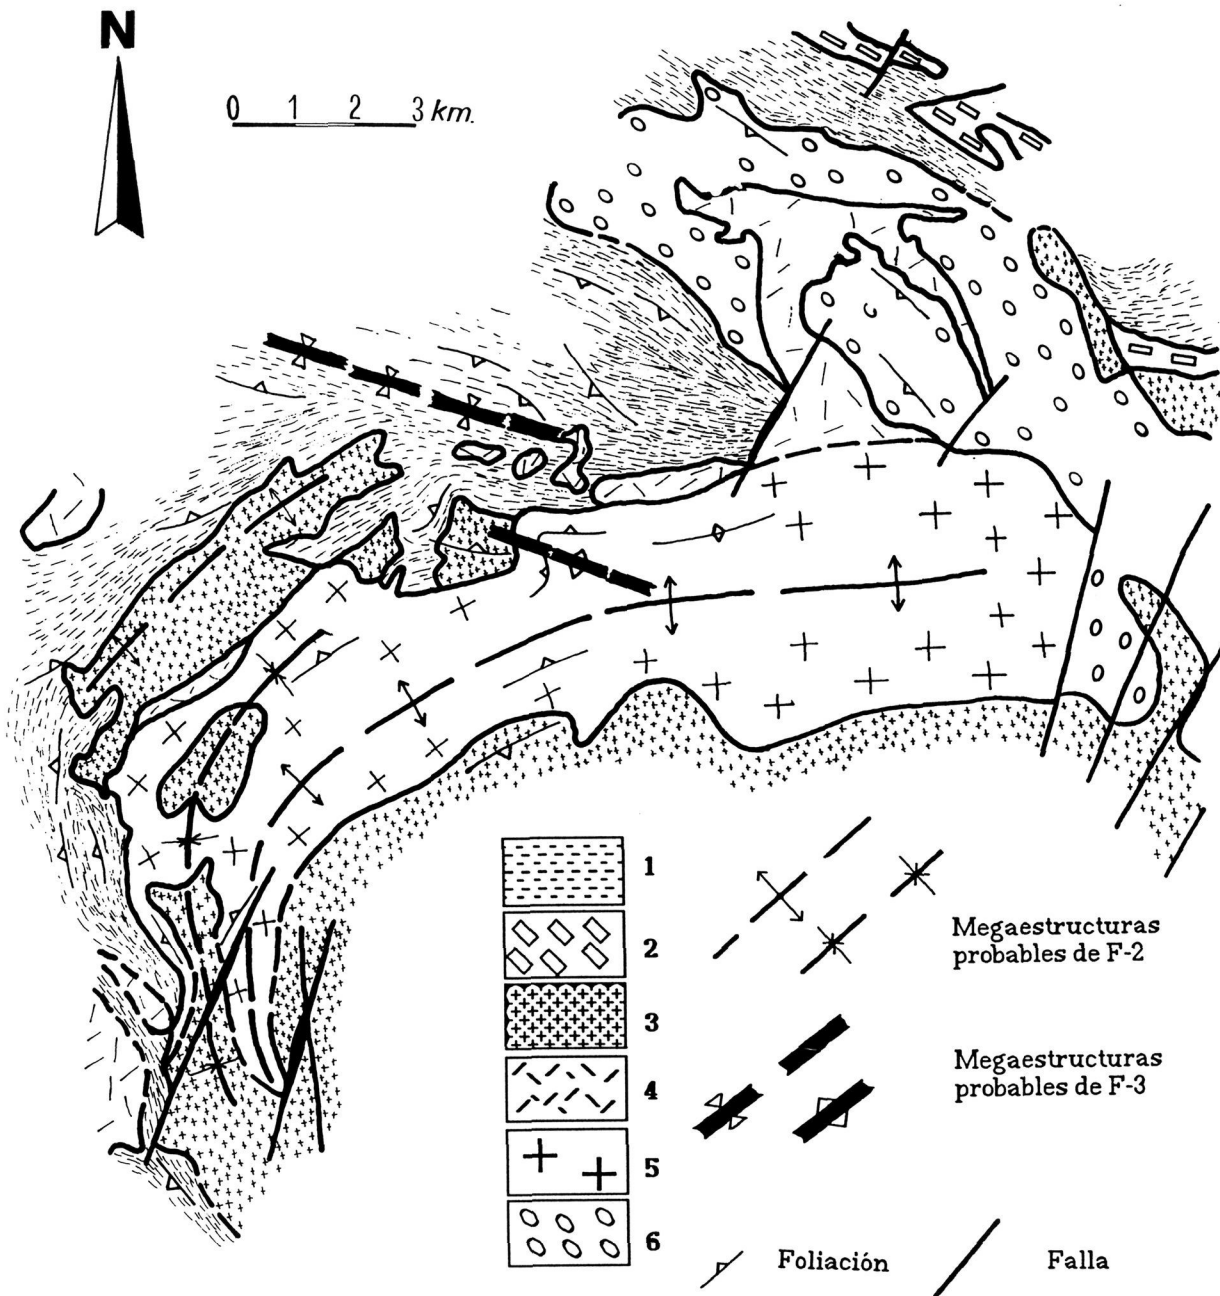 N
0 1 2 3 km.
1
2
3
4
5
6
Megaestructuras
probables de F-2
Megaestructuras
probables de F-3
Foliación
Falla